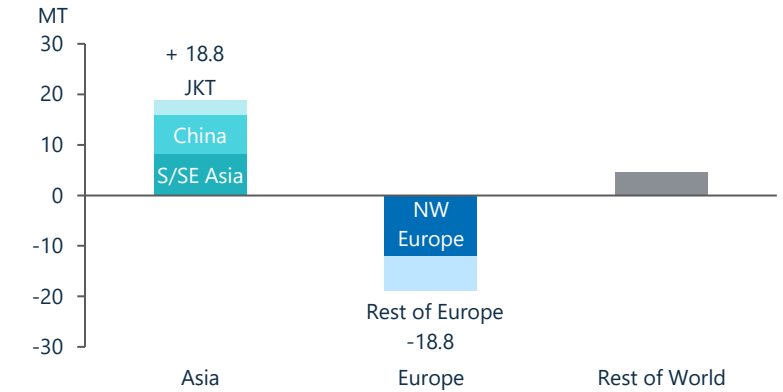 MT
30
20
10
0
-10
-20
-30
+ 18.8
JKT
China
S/SE Asia
NW
Europe
Rest of Europe
-18.8
Asia
Europe
Rest of World